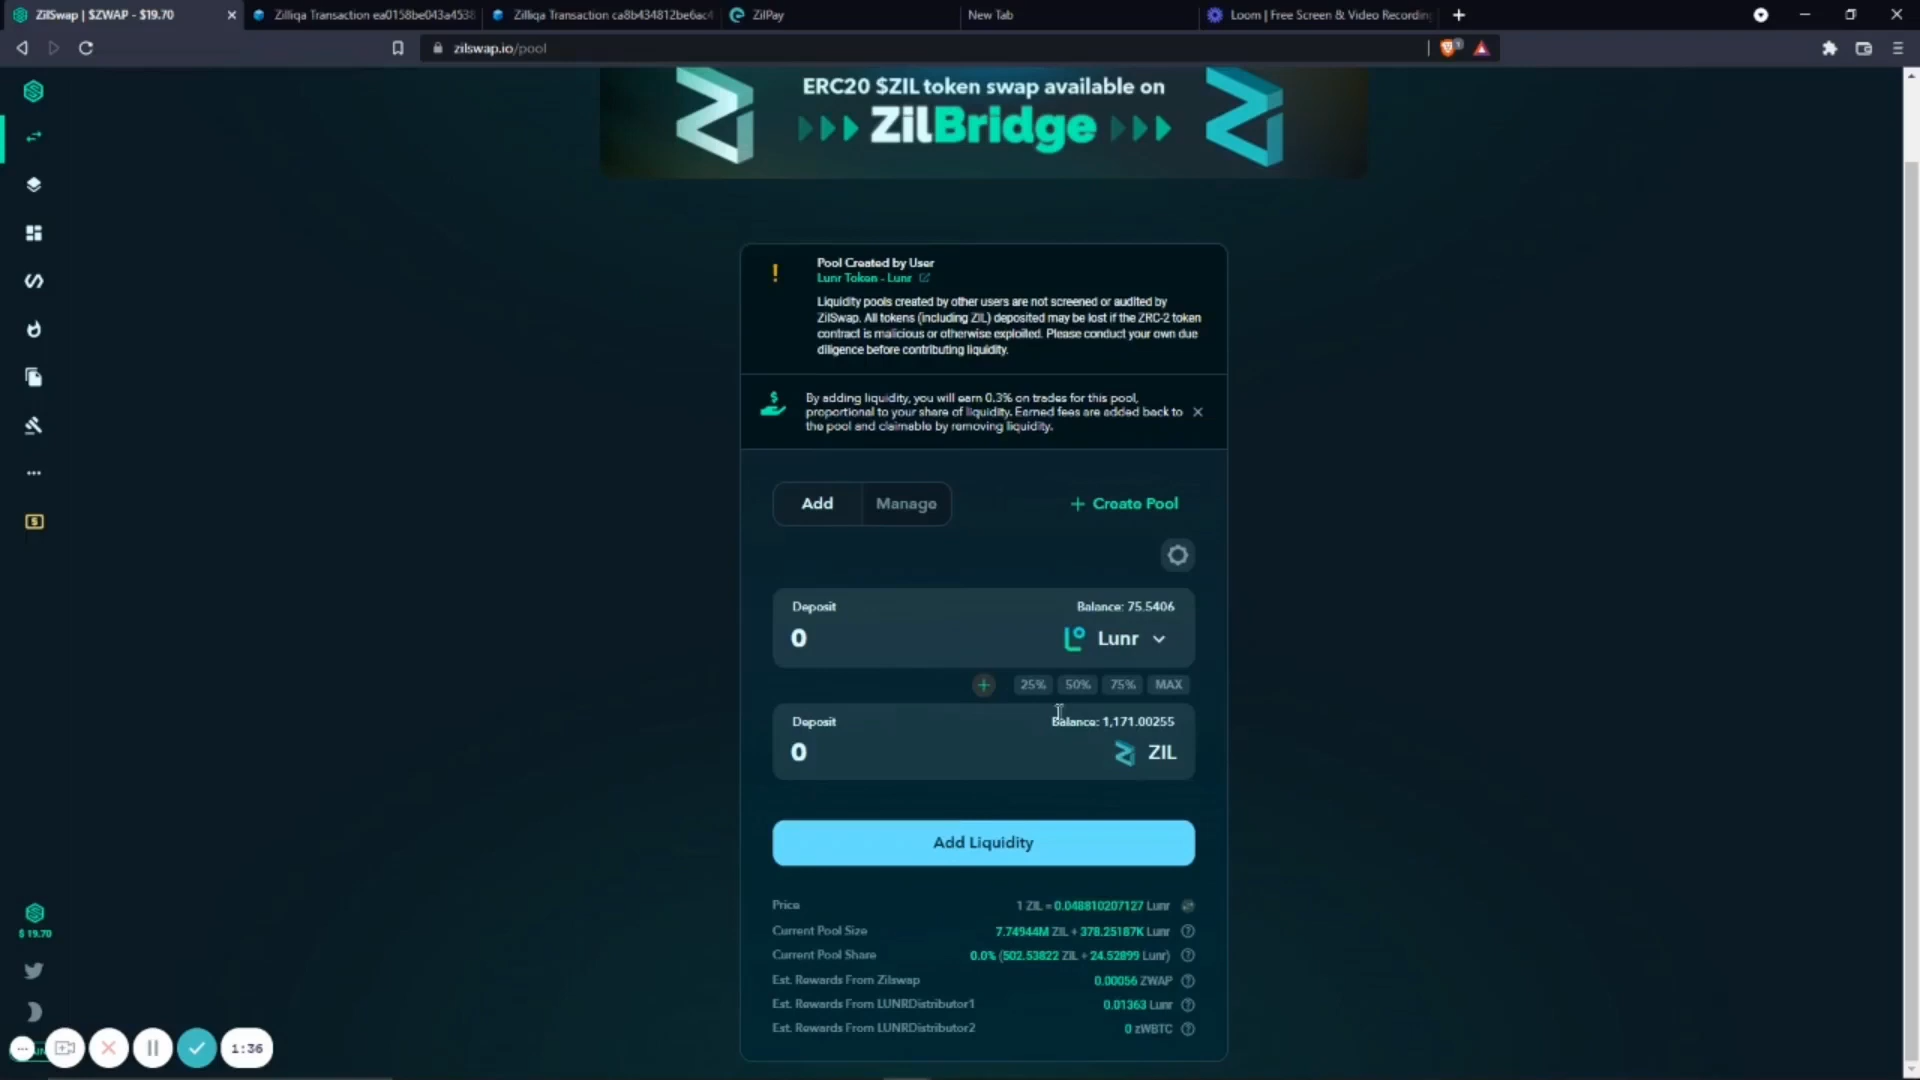 ZilSwap | $ZWAP - $19.70
Zilliqa Transaction ea0158be043a4538
Zilliqa Transaction ca8b434812be6ac4
ZilPay
New Tab
Loom | Free Screen & Video Recording
zilswap.io/pool
ERC20 $ZIL token swap available on
ZilBridge
Pool Created by User
Lunr Token - Lunr
Liquidity pools created by other users are not screened or audited by
ZilSwap. All tokens (including ZIL) deposited may be lost if the ZRC-2 token
contract is malicious or otherwise exploited. Please conduct your own due
diligence before contributing liquidity.
By adding liquidity, you will earn 0.3% on trades for this pool,
proportional to your share of liquidity. Earned fees are added back to
the pool and claimable by removing liquidity.
Add
Manage
+ Create Pool
Deposit
Balance: 75.5406
0
Lunr
25%
50%
75%
MAX
Deposit
Balance: 1,171.00255
0
ZIL
Add Liquidity
Price
1 ZIL = 0.048810207127 Lunr
Current Pool Size
7.74944M ZIL + 378.25187K Lunr
Current Pool Share
0.0% (502.53822 ZIL + 24.52899 Lunr)
Est. Rewards From Zilswap
0.00056 ZWAP
Est. Rewards From LUNRDistributor1
0.01363 Lunr
Est. Rewards From LUNRDistributor2
0 zWBTC
$ 19.70
1:36